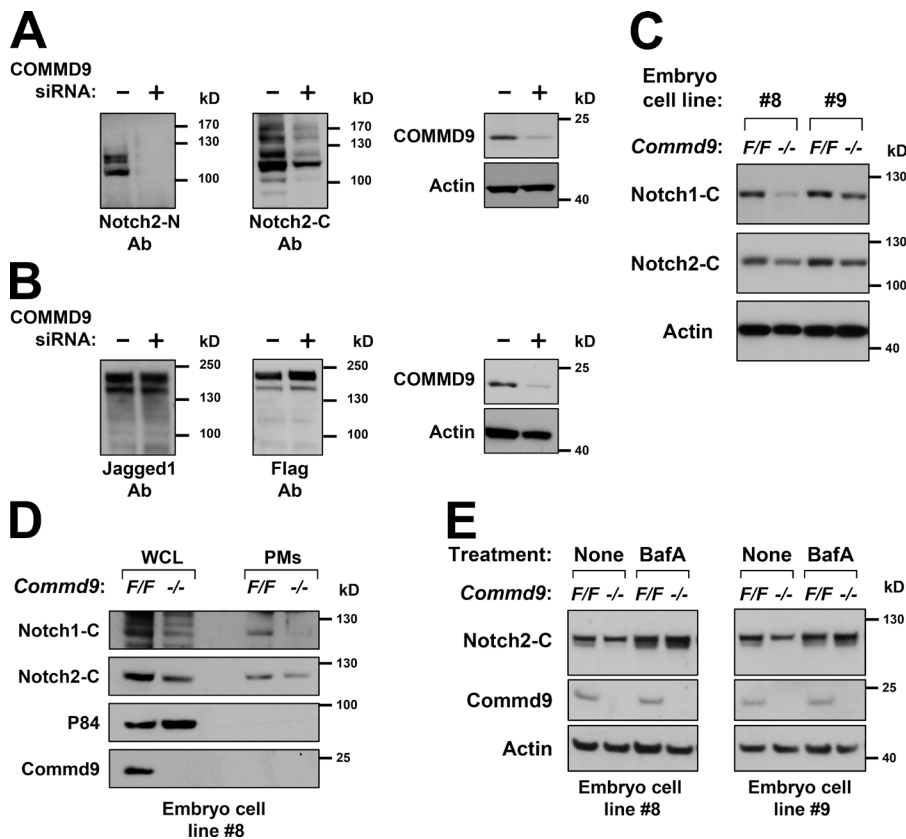 A
COMMD9
siRNA: − + kD
170
130
100
Notch2-N
Ab
− + kD
170
130
100
Notch2-C
Ab
− + kD
COMMD9
25
Actin
40
B
COMMD9
siRNA: − + kD
250
130
100
Jagged1
Ab
− + kD
250
130
100
Flag
Ab
− + kD
COMMD9
25
Actin
40
C
Embryo
cell line: #8 #9
Commd9: F/F -/- F/F -/- kD
Notch1-C
130
Notch2-C
130
100
Actin
40
D
WCL PMs
Commd9: F/F -/- F/F -/- kD
Notch1-C
130
Notch2-C
130
P84
100
Commd9
25
Embryo cell
line #8
E
Treatment: None BafA None BafA
Commd9: F/F -/- F/F -/- F/F -/- F/F -/- kD
Notch2-C
130
Commd9
25
Actin
40
Embryo cell
line #8
Embryo cell
line #9